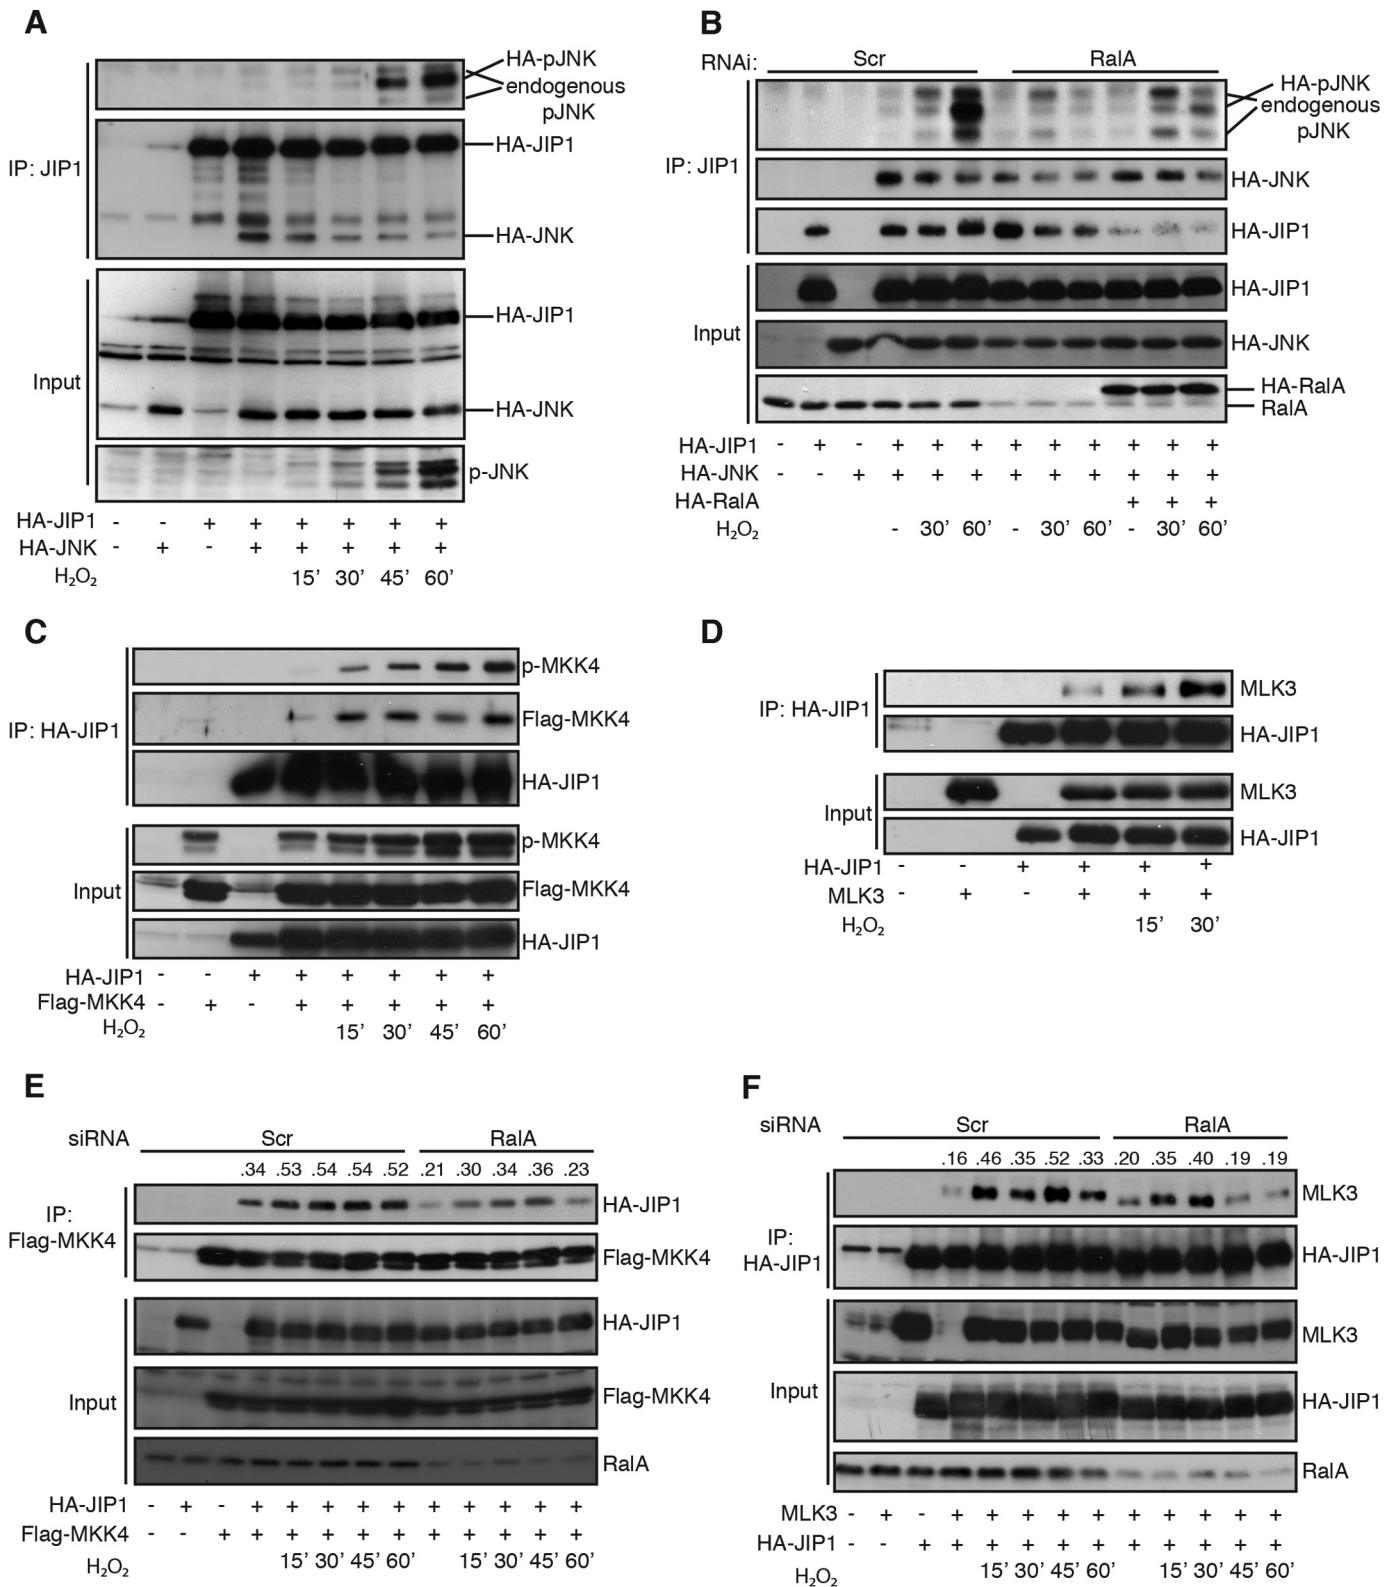 A
HA-pJNK
endogenous
pJNK
IP: JIP1
HA-JIP1
HA-JNK
Input
HA-JIP1
HA-JNK
p-JNK
HA-JIP1 - - + + + + + +
HA-JNK - + - + + + + +
H₂O₂ 15’ 30’ 45’ 60’
B
RNAi: Scr RalA
HA-pJNK
endogenous
pJNK
IP: JIP1
HA-JNK
HA-JIP1
Input
HA-JIP1
HA-JNK
HA-RalA
RalA
HA-JIP1: - + - + + + + + + + + +
HA-JNK: - - + + + + + + + + + +
HA-RalA + + +
H₂O₂ - 30’ 60’ - 30’ 60’ - 30’ 60’
C
IP: HA-JIP1
p-MKK4
Flag-MKK4
HA-JIP1
Input
p-MKK4
Flag-MKK4
HA-JIP1
HA-JIP1 - - + + + + + +
Flag-MKK4 - + - + + + + +
H₂O₂ 15’ 30’ 45’ 60’
D
IP: HA-JIP1
MLK3
HA-JIP1
Input
MLK3
HA-JIP1
HA-JIP1 - - + + + +
MLK3 - + - + + +
H₂O₂ 15’ 30’
E
siRNA Scr RalA
.34 .53 .54 .54 .52 .21 .30 .34 .36 .23
IP:
Flag-MKK4
HA-JIP1
Flag-MKK4
Input
HA-JIP1
Flag-MKK4
RalA
HA-JIP1 - + - + + + + + + + + + +
Flag-MKK4 - - + + + + + + + + + + +
H₂O₂ 15’ 30’ 45’ 60’ 15’ 30’ 45’ 60’
F
siRNA Scr RalA
.16 .46 .35 .52 .33 .20 .35 .40 .19 .19
IP:
HA-JIP1
MLK3
HA-JIP1
Input
MLK3
HA-JIP1
RalA
MLK3 - + - + + + + + + + + + +
HA-JIP1 - - + + + + + + + + + + +
H₂O₂ 15’ 30’ 45’ 60’ 15’ 30’ 45’ 60’